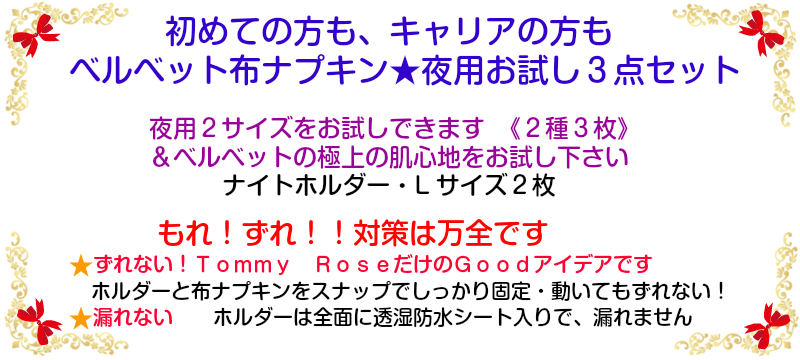 初めての方も、キャリアの方も
ベルベット布ナプキン★夜用お試し３点セット
夜用２サイズをお試しできます 《２種３枚》
＆ベルベットの極上の肌心地をお試し下さい
ナイトホルダー・Ｌサイズ２枚
もれ！ずれ！！対策は万全です
★ずれない！Ｔｏｍｍｙ　ＲｏｓｅだけのＧｏｏｄアイデアです
ホルダーと布ナプキンをスナップでしっかり固定・動いてもずれない！
★漏れない　　ホルダーは全面に透湿防水シート入りで、漏れません